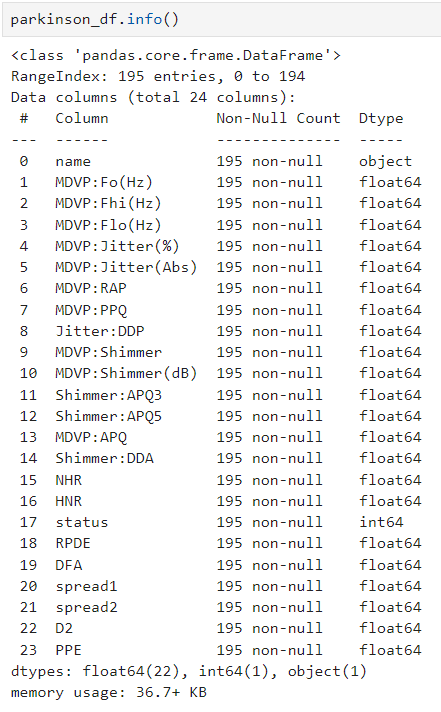 parkinson_df.info()
<class 'pandas.core.frame.DataFrame'>
RangeIndex: 195 entries, 0 to 194
Data columns (total 24 columns):
 #   Column            Non-Null Count  Dtype
---  ------            --------------  -----
 0   name              195 non-null    object
 1   MDVP:Fo(Hz)       195 non-null    float64
 2   MDVP:Fhi(Hz)      195 non-null    float64
 3   MDVP:Flo(Hz)      195 non-null    float64
 4   MDVP:Jitter(%)    195 non-null    float64
 5   MDVP:Jitter(Abs)  195 non-null    float64
 6   MDVP:RAP          195 non-null    float64
 7   MDVP:PPQ          195 non-null    float64
 8   Jitter:DDP        195 non-null    float64
 9   MDVP:Shimmer      195 non-null    float64
 10  MDVP:Shimmer(dB)  195 non-null    float64
 11  Shimmer:APQ3      195 non-null    float64
 12  Shimmer:APQ5      195 non-null    float64
 13  MDVP:APQ          195 non-null    float64
 14  Shimmer:DDA       195 non-null    float64
 15  NHR               195 non-null    float64
 16  HNR               195 non-null    float64
 17  status            195 non-null    int64
 18  RPDE              195 non-null    float64
 19  DFA               195 non-null    float64
 20  spread1           195 non-null    float64
 21  spread2           195 non-null    float64
 22  D2                195 non-null    float64
 23  PPE               195 non-null    float64
dtypes: float64(22), int64(1), object(1)
memory usage: 36.7+ KB